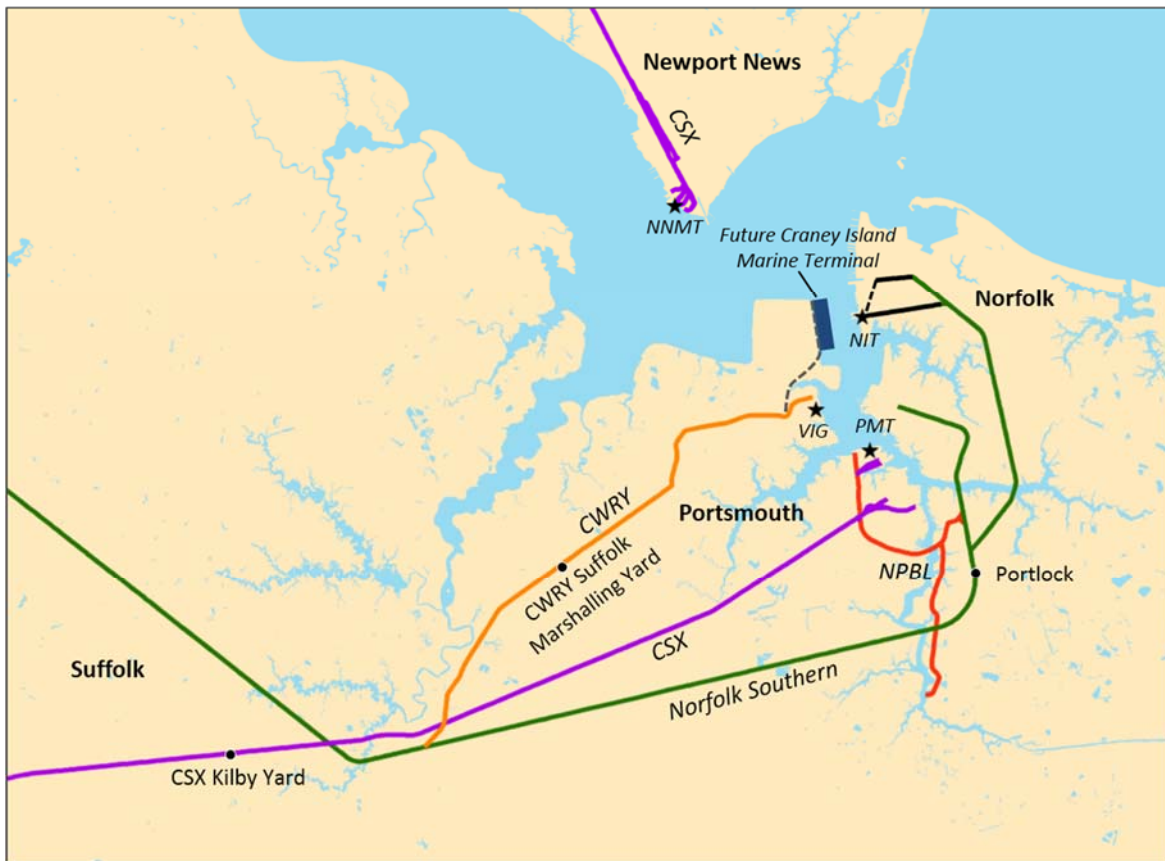 Newport News
CSX
NNMT
Future Craney Island
Marine Terminal
Norfolk
NIT
VIG
PMT
CWRY
Portsmouth
CWRY Suffolk
Marshalling Yard
NPBL
Portlock
CSX
Suffolk
Norfolk Southern
CSX Kilby Yard